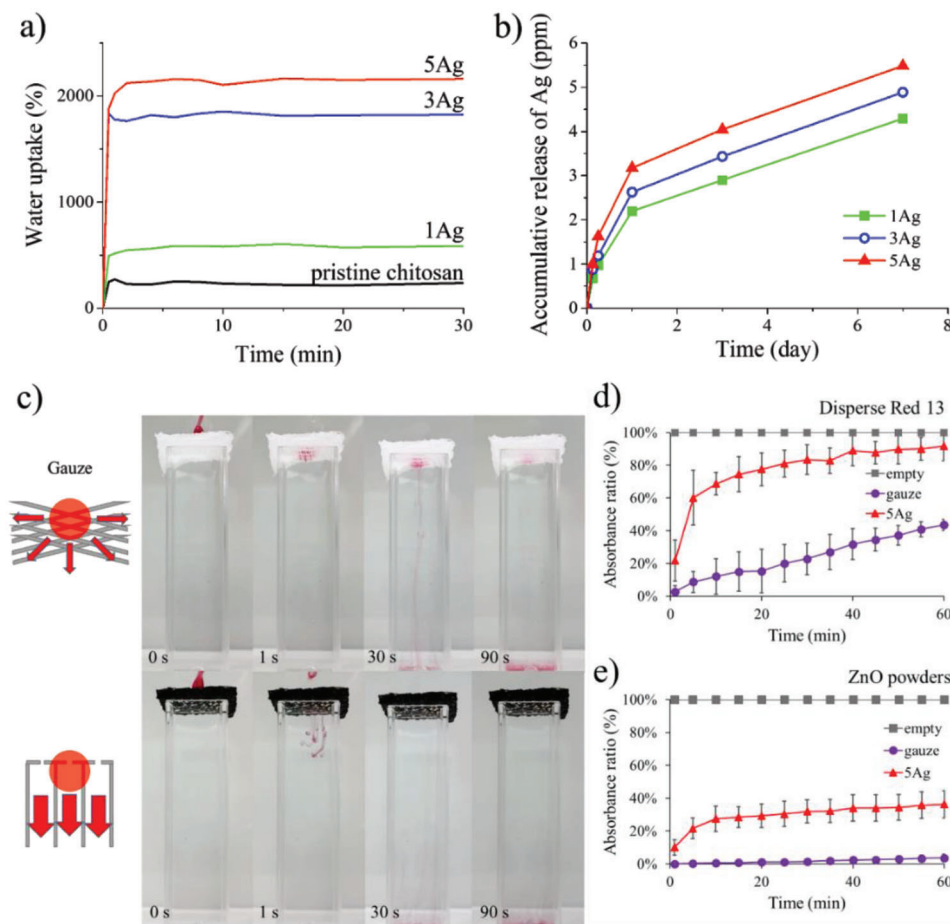 a)
2000
1000
0
Water uptake (%)
5Ag
3Ag
1Ag
pristine chitosan
0
10
20
30
Time (min)
b)
6
5
4
3
2
1
0
Accumulative release of Ag (ppm)
1Ag
3Ag
5Ag
0
2
4
6
8
Time (day)
c)
Gauze
0 s
1 s
30 s
90 s
0 s
1 s
30 s
90 s
d)
Disperse Red 13
100%
80%
60%
40%
20%
0%
Absorbance ratio (%)
empty
gauze
5Ag
0
20
40
60
Time (min)
e)
ZnO powders
100%
80%
60%
40%
20%
0%
Absorbance ratio (%)
empty
gauze
5Ag
0
20
40
60
Time (min)